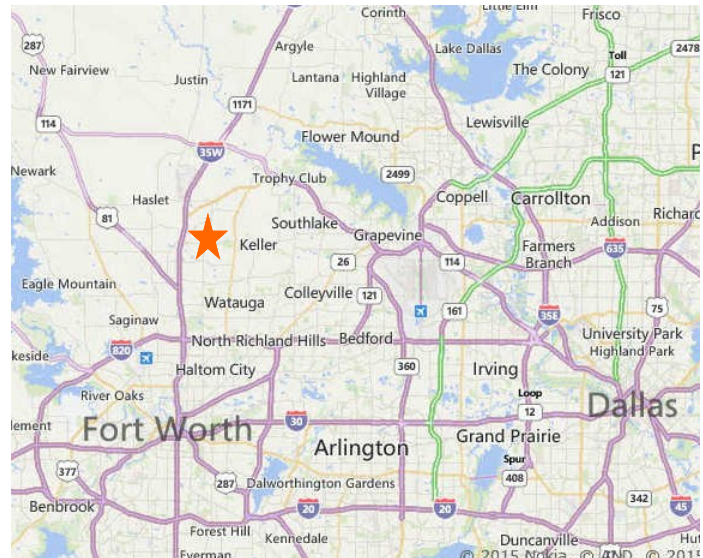 Corinth
Frisco
287
Argyle
Lake Dallas
Toll
2478
New Fairview
Justin
Lantana
Highland
Village
The Colony
121
1171
114
Lewisville
Flower Mound
35W
2499
Newark
Trophy Club
Haslet
Coppell
Carrollton
81
Southlake
Grapevine
Addison
Keller
Farmers
Branch
635
26
114
Eagle Mountain
Colleyville
121
Watauga
161
75
Saginaw
35E
University Park
North Richland Hills
Bedford
820
Highland Park
Haltom City
360
Irving
River Oaks
Loop
12
Dallas
30
Fort Worth
Grand Prairie
Arlington
Spur
377
408
287
Dalworthington Gardens
342
Benbrook
20
20
45
Forest Hill
Kennedale
Duncanville
Everman
© 2015 Nokia